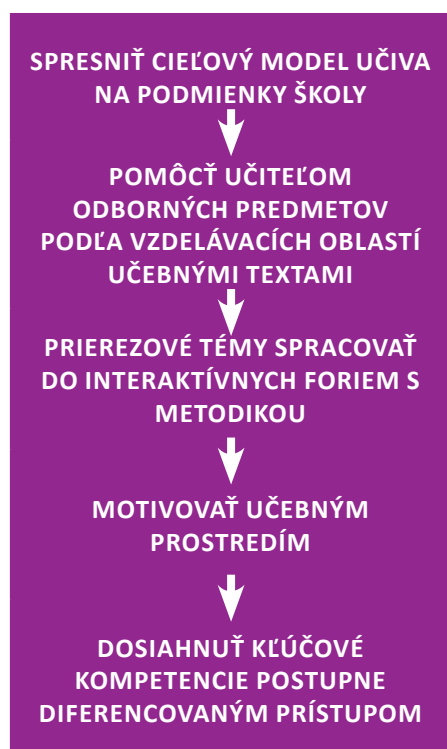 SPRESNIŤ CIEĽOVÝ MODEL UČIVA
NA PODMIENKY ŠKOLY
POMÔCŤ UČITEĽOM
ODBORNÝCH PREDMETOV
PODĽA VZDELÁVACÍCH OBLASTÍ
UČEBNÝMI TEXTAMI
PRIEREZOVÉ TÉMY SPRACOVAŤ
DO INTERAKTÍVNYCH FORIEM S
METODIKOU
MOTIVOVAŤ UČEBNÝM
PROSTREDÍM
DOSIAHNUŤ KĽÚČOVÉ
KOMPETENCIE POSTUPNE
DIFERENCOVANÝM PRÍSTUPOM